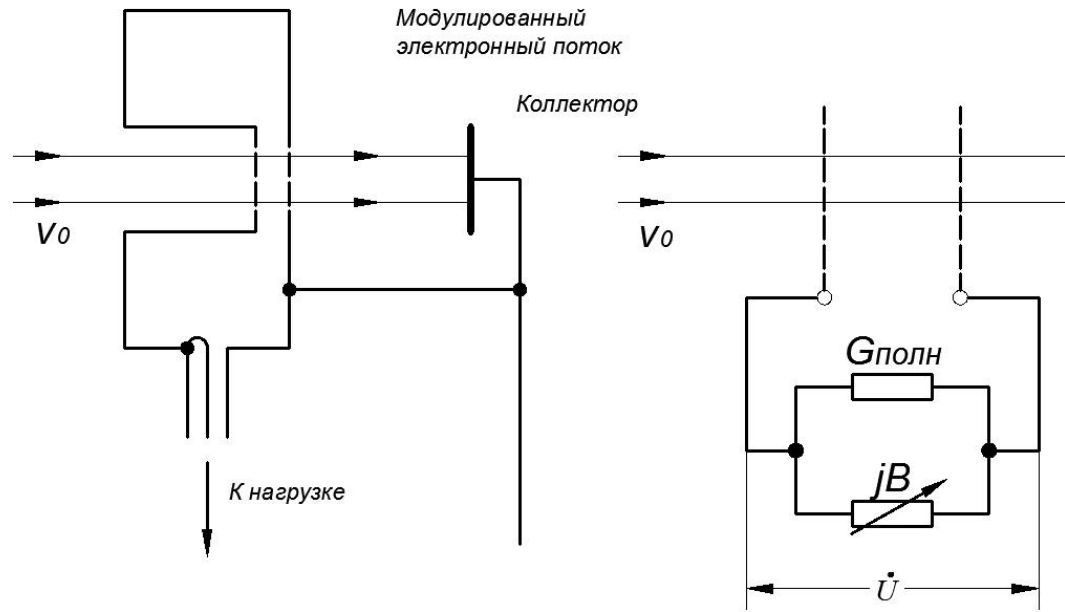 Модулированный
электронный поток
Коллектор
V0
V0
Gполн
jB
К нагрузке
U̇